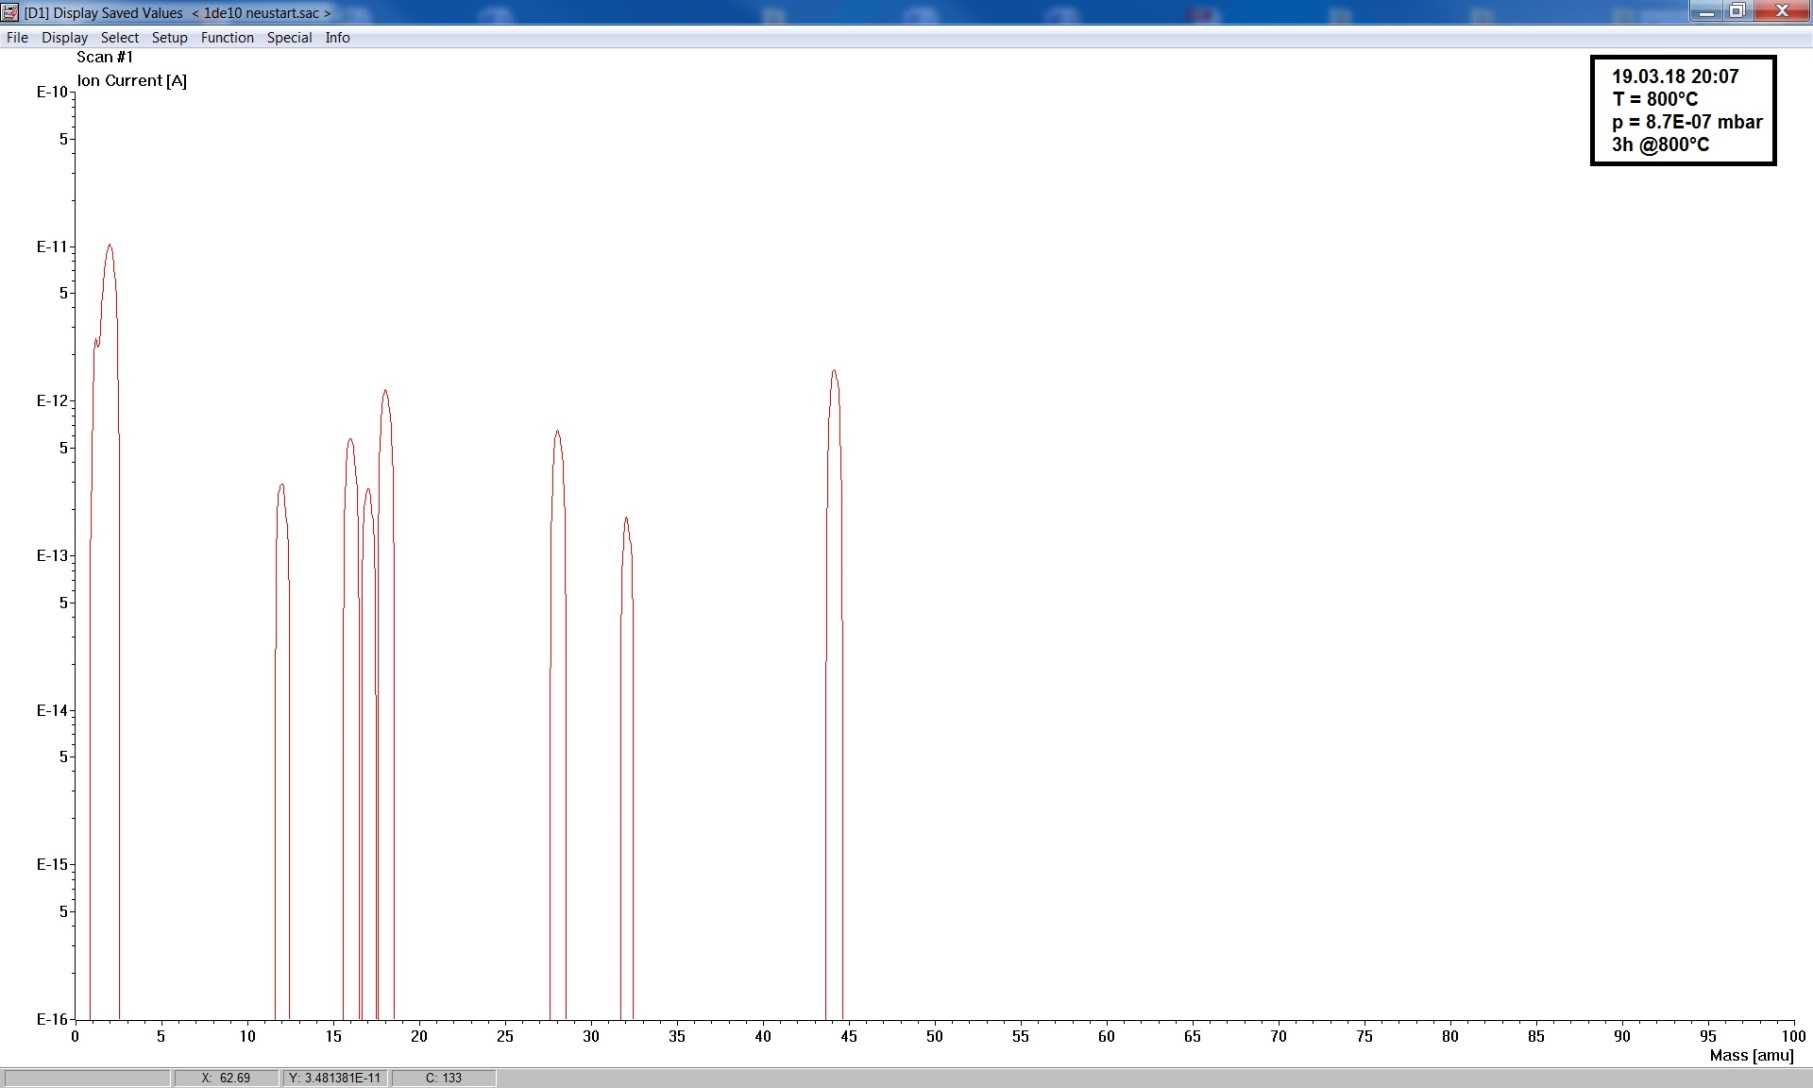 [D1] Display Saved Values < 1de10 neustart.sac >
File Display Select Setup Function Special Info
Scan #1
Ion Current [A]
19.03.18 20:07
T = 800°C
p = 8.7E-07 mbar
3h @800°C
E-10
5
E-11
5
E-12
5
E-13
5
E-14
5
E-15
5
E-16
0 5 10 15 20 25 30 35 40 45 50 55 60 65 70 75 80 85 90 95 100
Mass [amu]
X: 62.69 Y: 3.481381E-11 C: 133